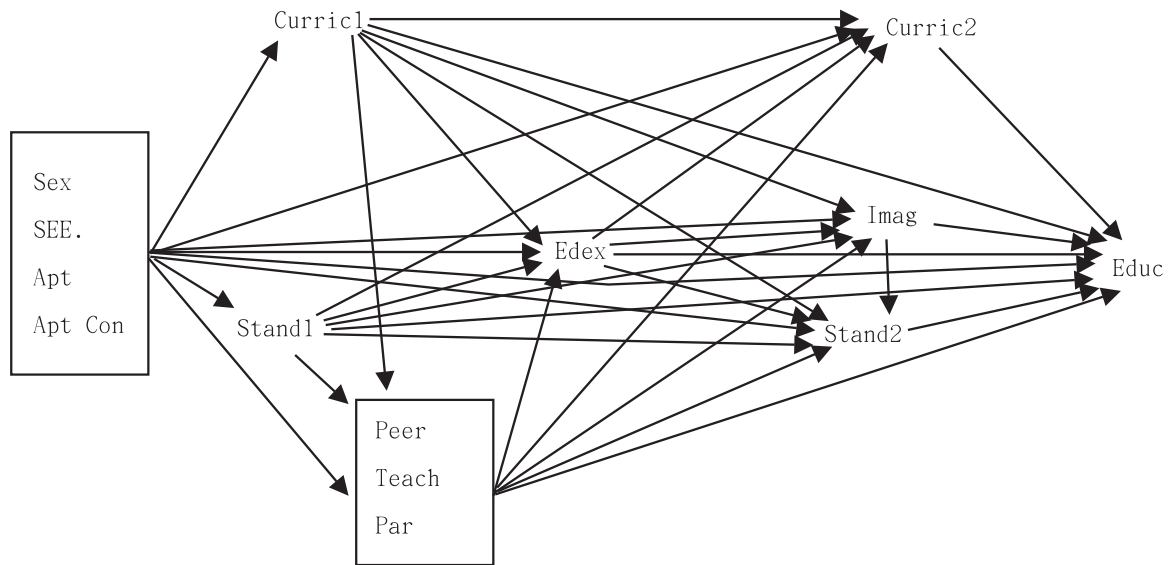 Curric1
Curric2
Sex
SEE.
Apt
Apt Con
Imag
Edex
Educ
Stand1
Stand2
Peer
Teach
Par